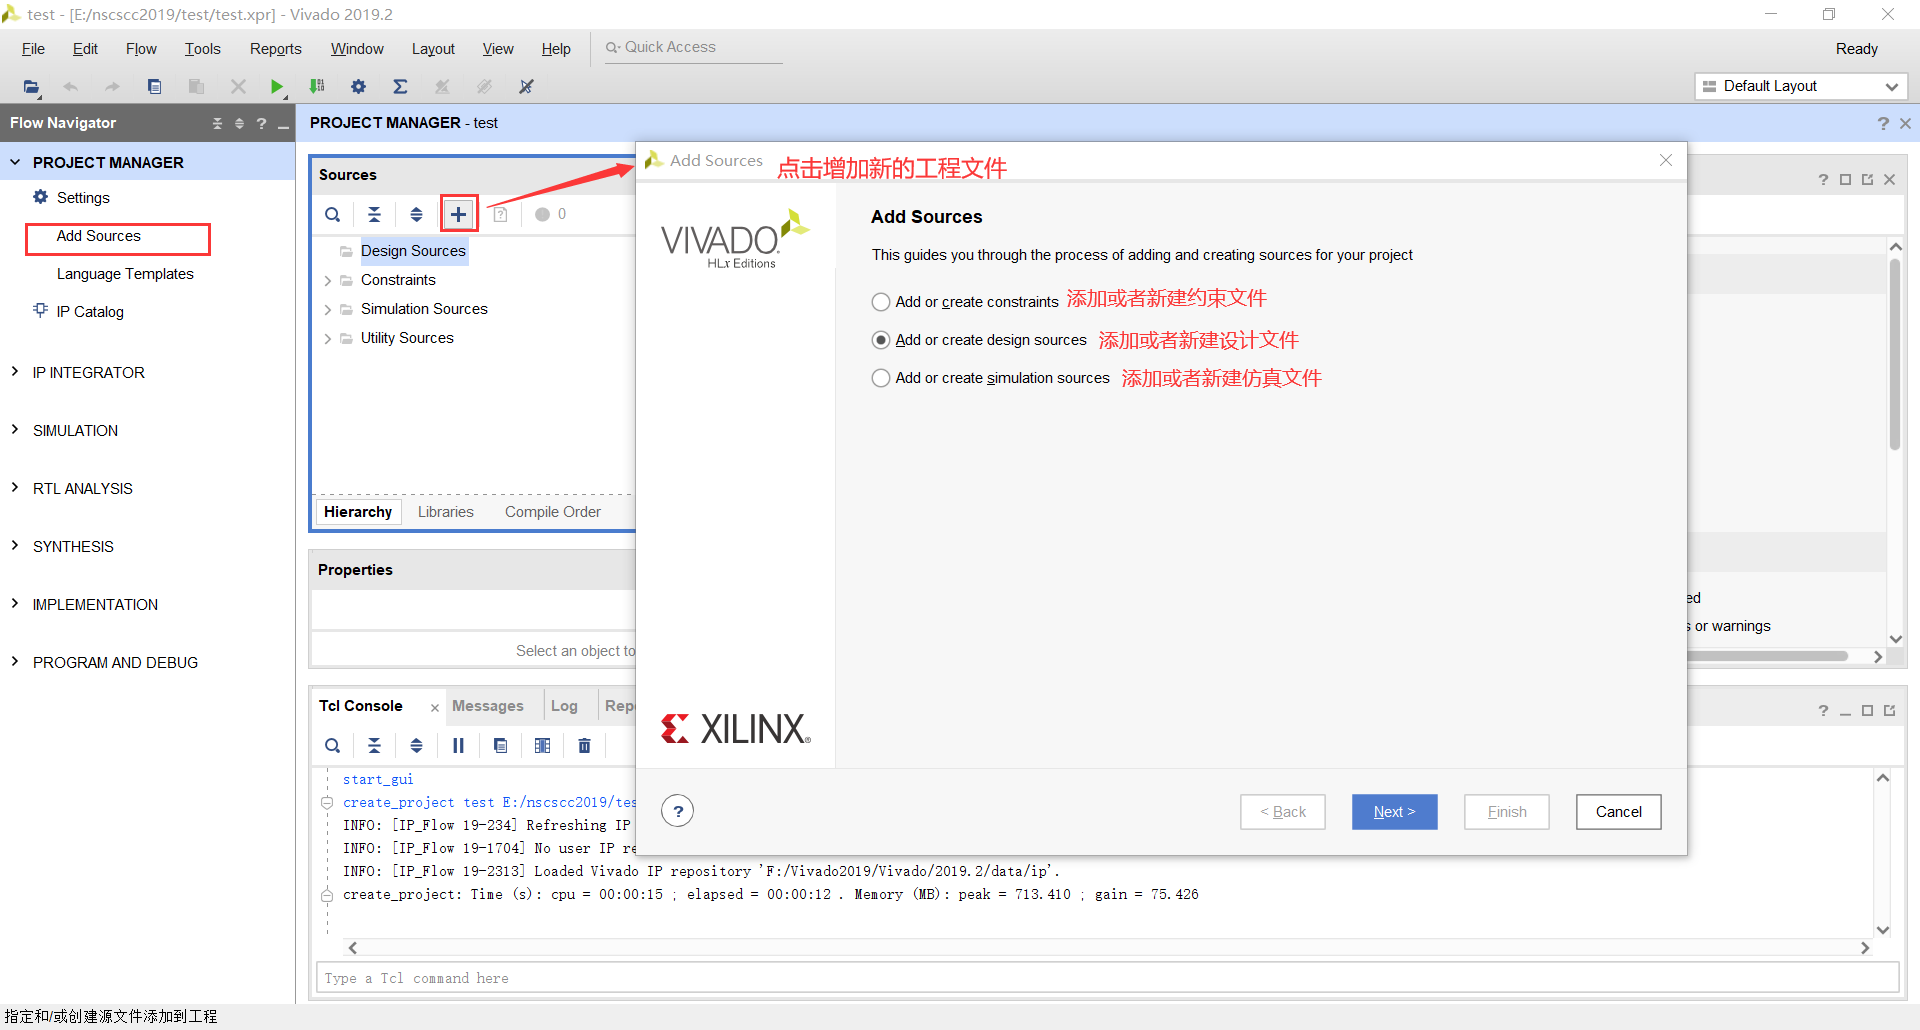 test - [E:/nscscc2019/test/test.xpr] - Vivado 2019.2
File Edit Flow Tools Reports Window Layout View Help Quick Access Ready
Default Layout
Flow Navigator
PROJECT MANAGER - test
PROJECT MANAGER
Settings
Add Sources
Language Templates
IP Catalog
IP INTEGRATOR
SIMULATION
RTL ANALYSIS
SYNTHESIS
IMPLEMENTATION
PROGRAM AND DEBUG
Sources
0
Design Sources
Constraints
Simulation Sources
Utility Sources
Hierarchy Libraries Compile Order
Properties
Select an object to
Add Sources 点击增加新的工程文件
VIVADO
HLx Editions
Add Sources
This guides you through the process of adding and creating sources for your project
Add or create constraints 添加或者新建约束文件
Add or create design sources 添加或者新建设计文件
Add or create simulation sources 添加或者新建仿真文件
XILINX
?
< Back Next > Finish Cancel
ed
s or warnings
Tcl Console Messages Log Repo
start_gui
create_project test E:/nscscc2019/tes
INFO: [IP_Flow 19-234] Refreshing IP
INFO: [IP_Flow 19-1704] No user IP re
INFO: [IP_Flow 19-2313] Loaded Vivado IP repository 'F:/Vivado2019/Vivado/2019.2/data/ip'.
create_project: Time (s): cpu = 00:00:15 ; elapsed = 00:00:12 . Memory (MB): peak = 713.410 ; gain = 75.426
Type a Tcl command here
指定和/或创建源文件添加到工程